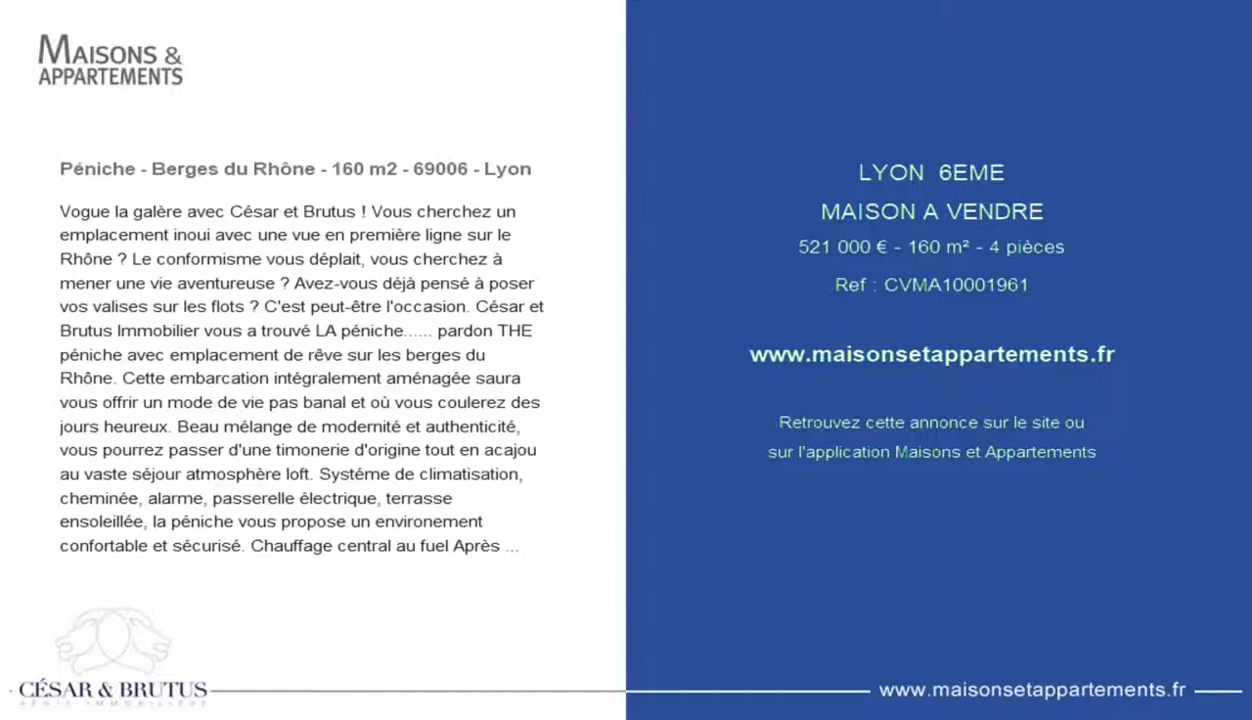 MAISONS &
APPARTEMENTS
Péniche - Berges du Rhône - 160 m2 - 69006 - Lyon
Vogue la galère avec César et Brutus ! Vous cherchez un
emplacement inoui avec une vue en première ligne sur le
Rhône ? Le conformisme vous déplait, vous cherchez à
mener une vie aventureuse ? Avez-vous déjà pensé à poser
vos valises sur les flots ? C'est peut-être l'occasion. César et
Brutus Immobilier vous a trouvé LA péniche...... pardon THE
péniche avec emplacement de rêve sur les berges du
Rhône. Cette embarcation intégralement aménagée saura
vous offrir un mode de vie pas banal et où vous coulerez des
jours heureux. Beau mélange de modernité et authenticité,
vous pourrez passer d'une timonerie d'origine tout en acajou
au vaste séjour atmosphère loft. Systéme de climatisation,
cheminée, alarme, passerelle électrique, terrasse
ensoleillée, la péniche vous propose un environement
confortable et sécurisé. Chauffage central au fuel Après ...
CÉSAR & BRUTUS
RÉGIE IMMOBILIÈRE
LYON 6EME
MAISON A VENDRE
521 000 € - 160 m² - 4 pièces
Ref : CVMA10001961
www.maisonsetappartements.fr
Retrouvez cette annonce sur le site ou
sur l'application Maisons et Appartements
www.maisonsetappartements.fr